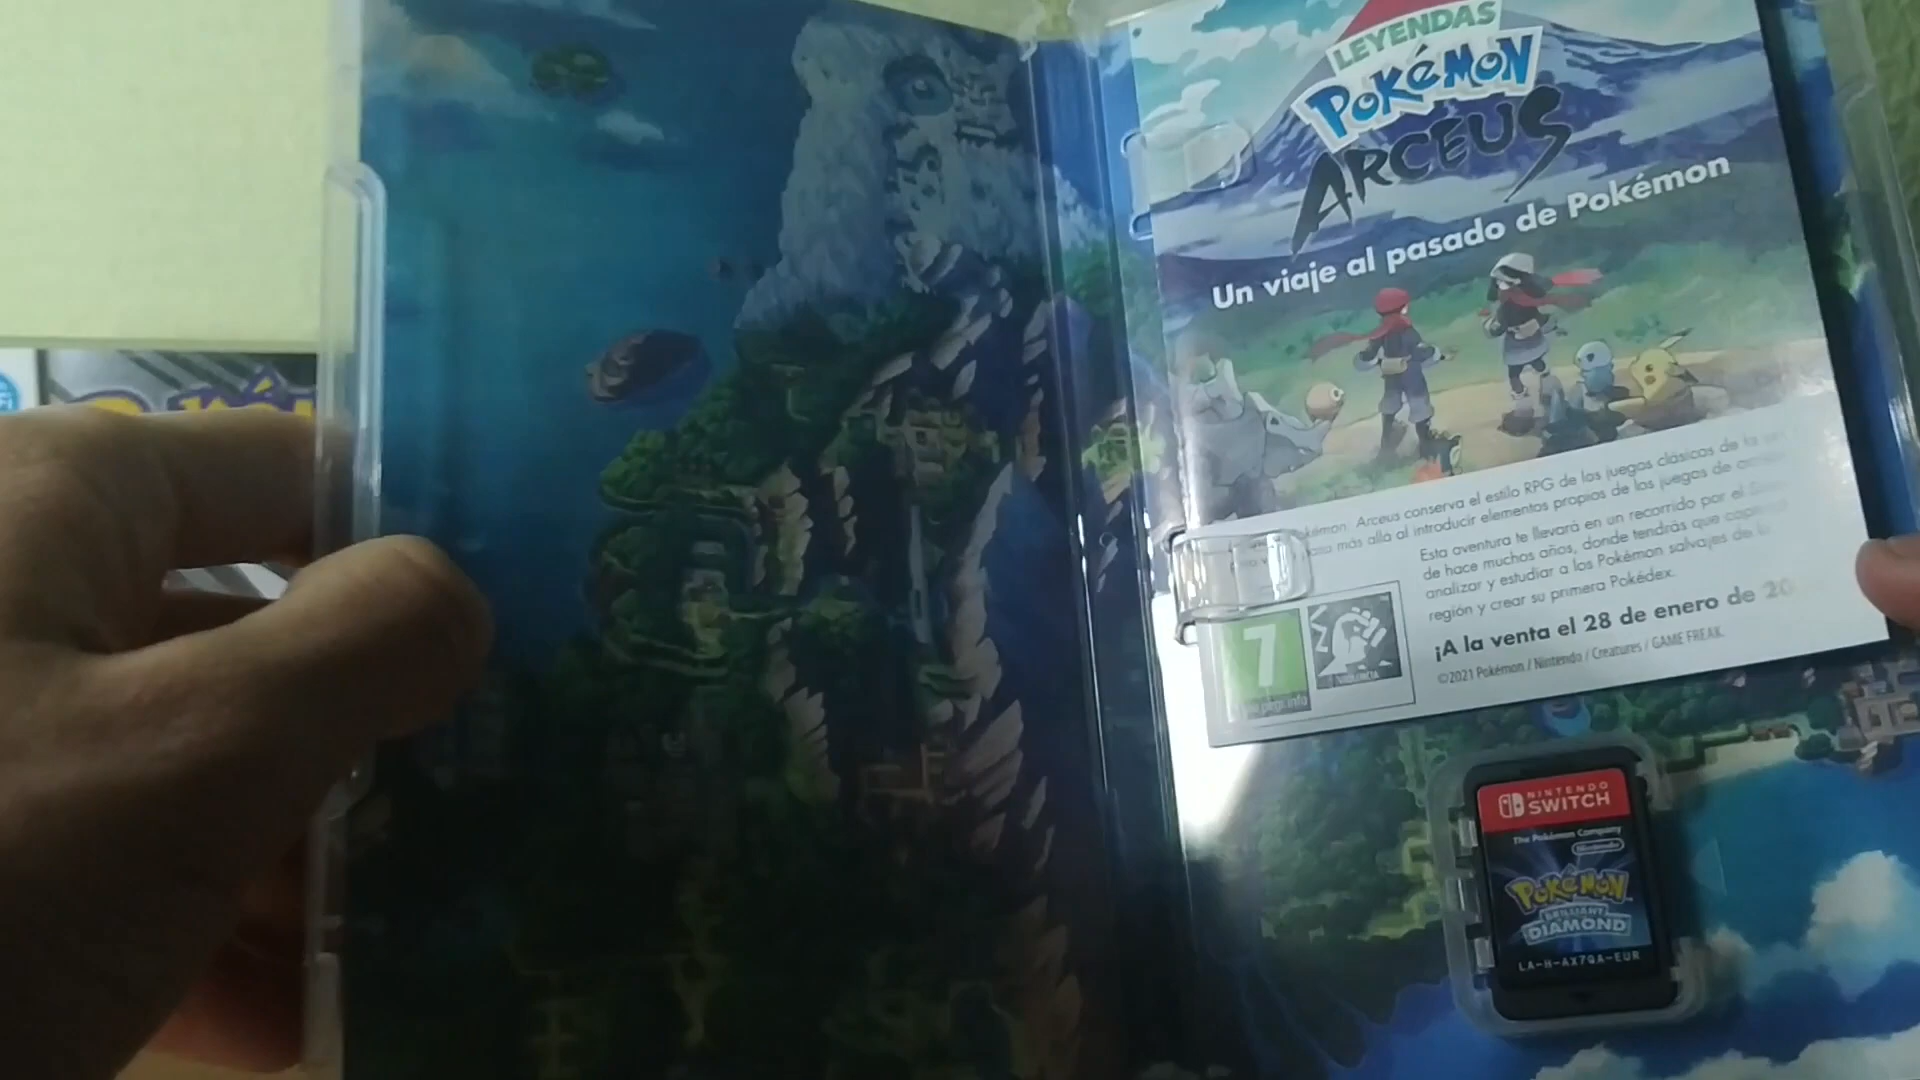 LEYENDAS
POKÉMON
ARCEUS
Un viaje al pasado de Pokémon
Arceus conserva el estilo RPG de los juegos clásicos de la
más allá al introducir elementos propios de los juegos de
Esta aventura te llevará en un recorrido por el
de hace muchos años, donde tendrás que
analizar y estudiar a los Pokémon salvajes de
región y crear su primera Pokédex.
¡A la venta el 28 de enero de
©2021 Pokémon / Nintendo / Creatures / GAME FREAK.
7
VIOLENCIA
NINTENDO
SWITCH
The Pokémon Company
Nintendo
POKÉMON
BRILLIANT
DIAMOND
LA-H-AX7QA-EUR